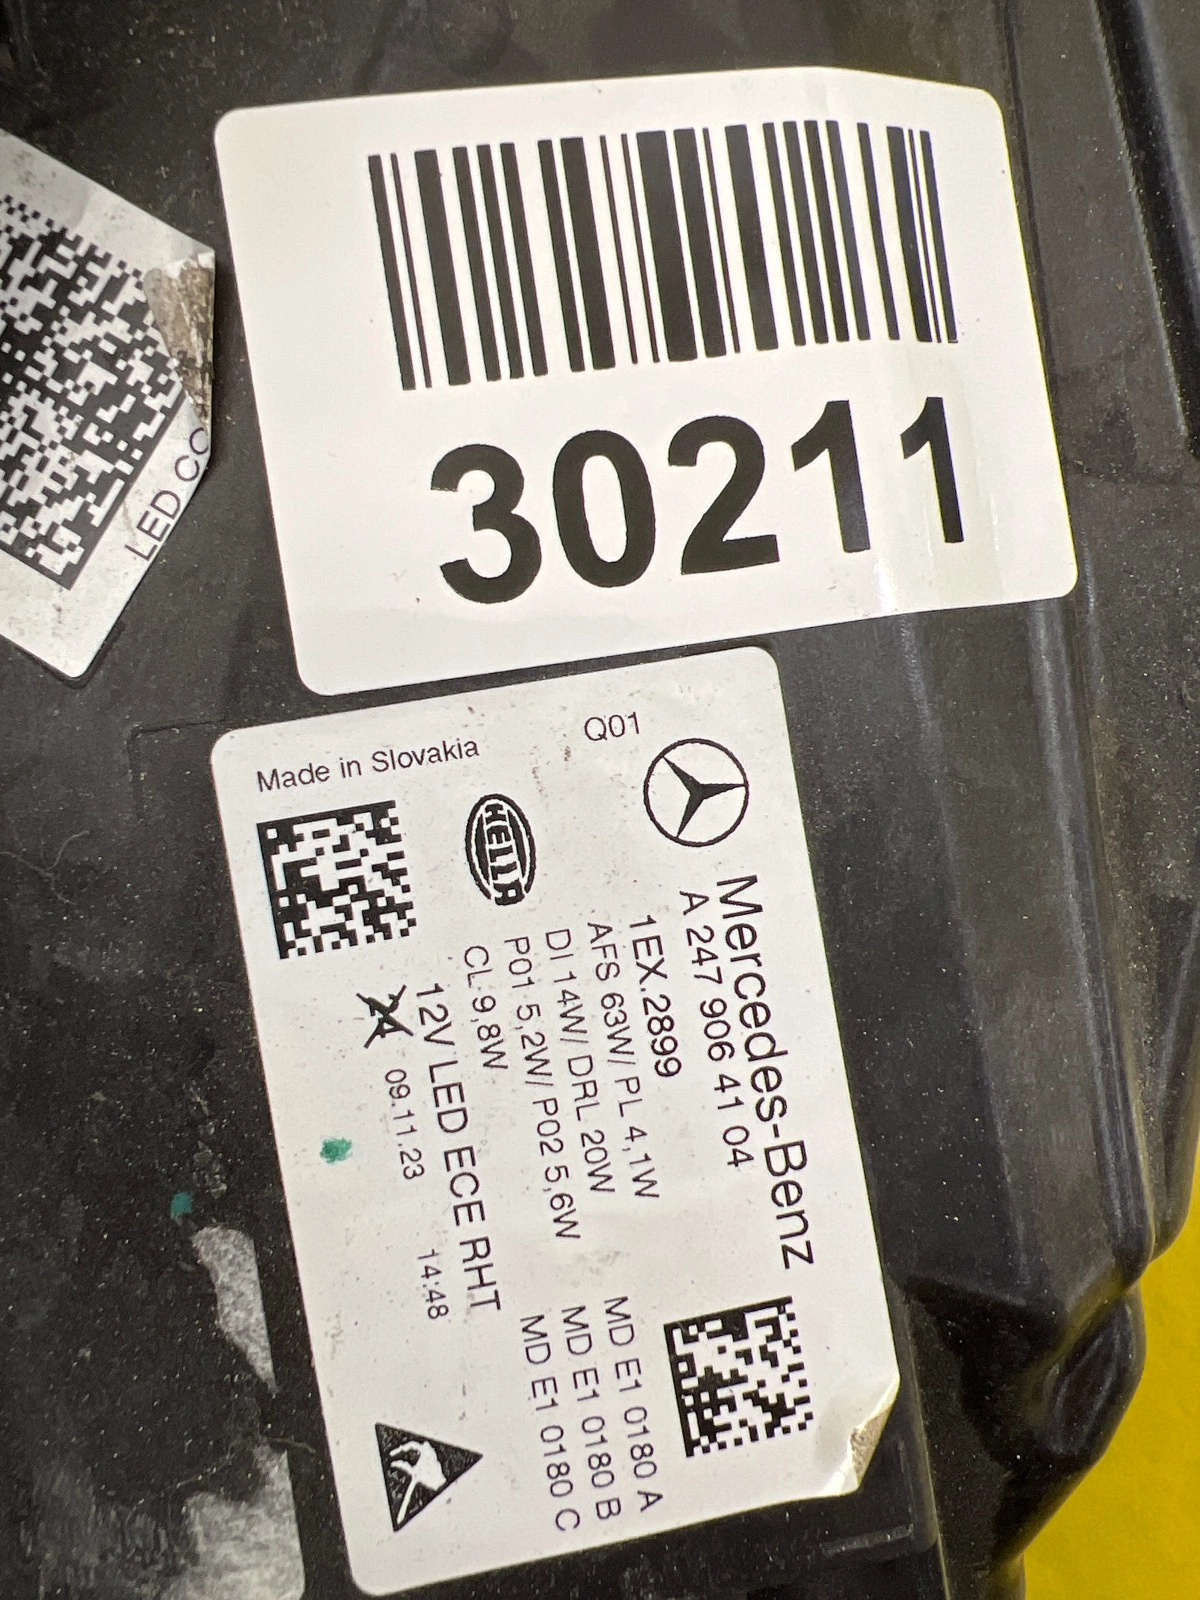 30211
LED CO
Made in Slovakia
Q01
HELLA
Mercedes-Benz
A 247 906 41 04
1EX.2899
AFS 63W/ PL 4,1W
DI 14W/ DRL 20W
P01 5,2W/ P02 5,6W
CL 9,8W
MD E1 0180 A
MD E1 0180 B
MD E1 0180 C
12V LED ECE RHT
09.11.23 14:48